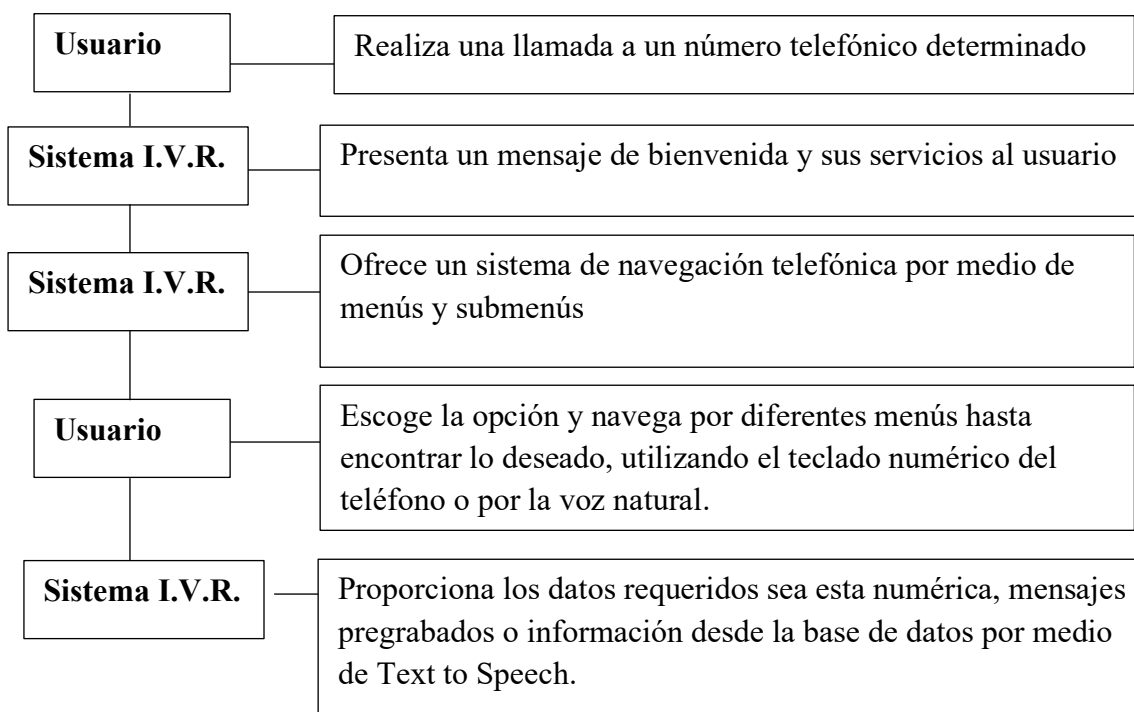 Usuario
Realiza una llamada a un número telefónico determinado
Sistema I.V.R.
Presenta un mensaje de bienvenida y sus servicios al usuario
Sistema I.V.R.
Ofrece un sistema de navegación telefónica por medio de
menús y submenús
Usuario
Escoge la opción y navega por diferentes menús hasta
encontrar lo deseado, utilizando el teclado numérico del
teléfono o por la voz natural.
Sistema I.V.R.
Proporciona los datos requeridos sea esta numérica, mensajes
pregrabados o información desde la base de datos por medio
de Text to Speech.